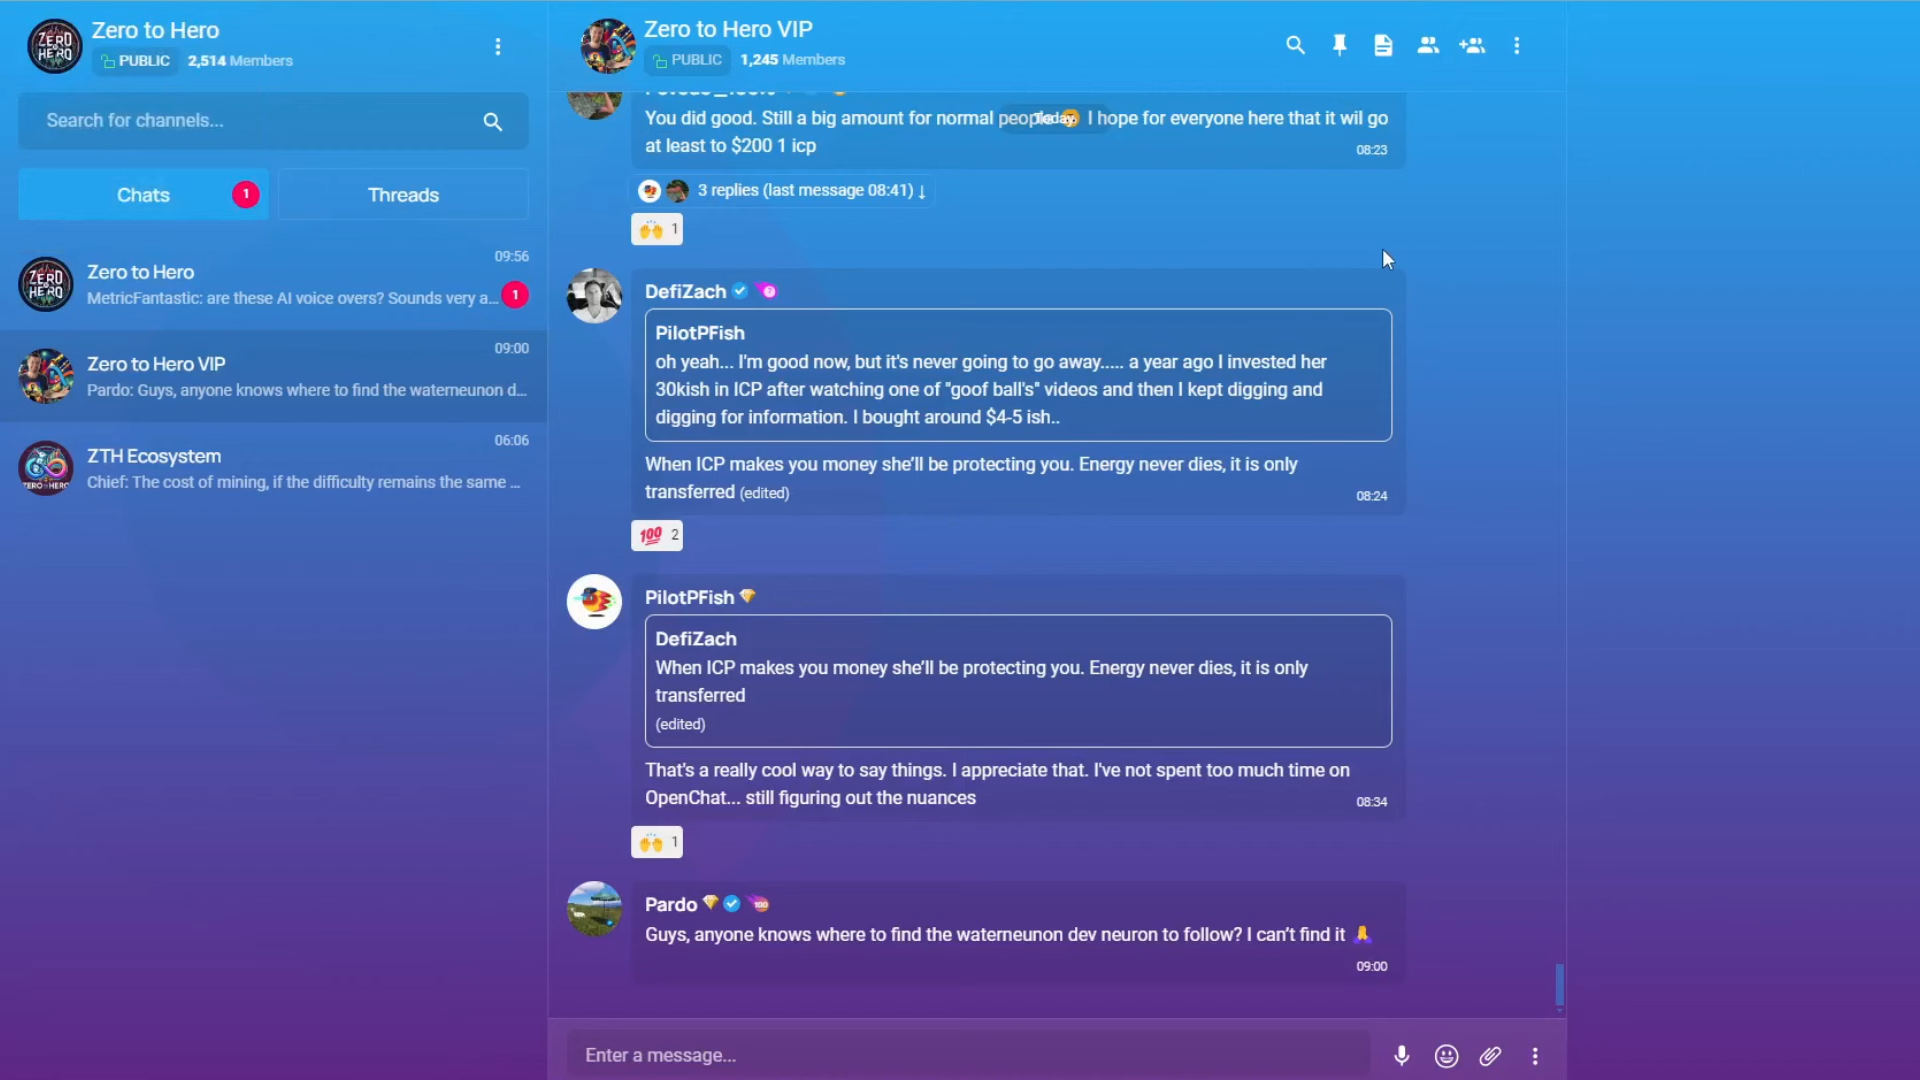 Zero to Hero
PUBLIC 2,514 Members
Search for channels...
Chats 1
Threads
Zero to Hero
09:56
MetricFantastic: are these AI voice overs? Sounds very a...
1
Zero to Hero VIP
09:00
Pardo: Guys, anyone knows where to find the waterneunon d...
ZTH Ecosystem
06:06
Chief: The cost of mining, if the difficulty remains the same ...
Zero to Hero VIP
PUBLIC 1,245 Members
Today
You did good. Still a big amount for normal people I hope for everyone here that it wil go
at least to $200 1 icp
08:23
3 replies (last message 08:41) ↓
1
DefiZach
PilotPFish
oh yeah... I'm good now, but it's never going to go away..... a year ago I invested her
30kish in ICP after watching one of "goof ball's" videos and then I kept digging and
digging for information. I bought around $4-5 ish..
When ICP makes you money she'll be protecting you. Energy never dies, it is only
transferred (edited)
08:24
100 2
PilotPFish
DefiZach
When ICP makes you money she'll be protecting you. Energy never dies, it is only
transferred
(edited)
That's a really cool way to say things. I appreciate that. I've not spent too much time on
OpenChat... still figuring out the nuances
08:34
1
Pardo 100
Guys, anyone knows where to find the waterneunon dev neuron to follow? I can't find it
09:00
Enter a message...